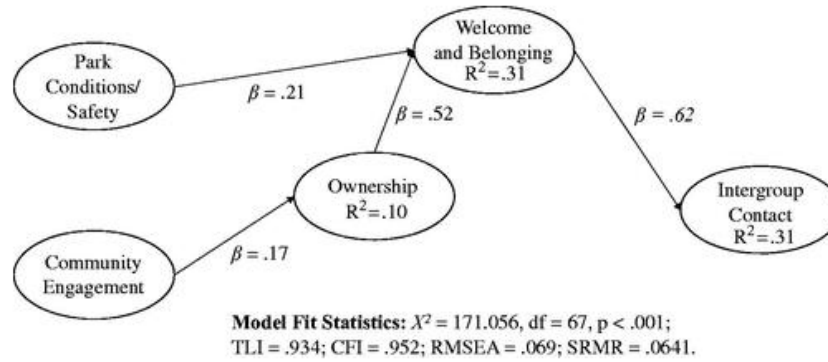 Park
Conditions/
Safety
β = .21
Welcome
and Belonging
R² = .31
β = .52
β = .62
Ownership
R² = .10
Intergroup
Contact
R² = .31
Community
Engagement
β = .17
Model Fit Statistics: X² = 171.056, df = 67, p < .001;
TLI = .934; CFI = .952; RMSEA = .069; SRMR = .0641.